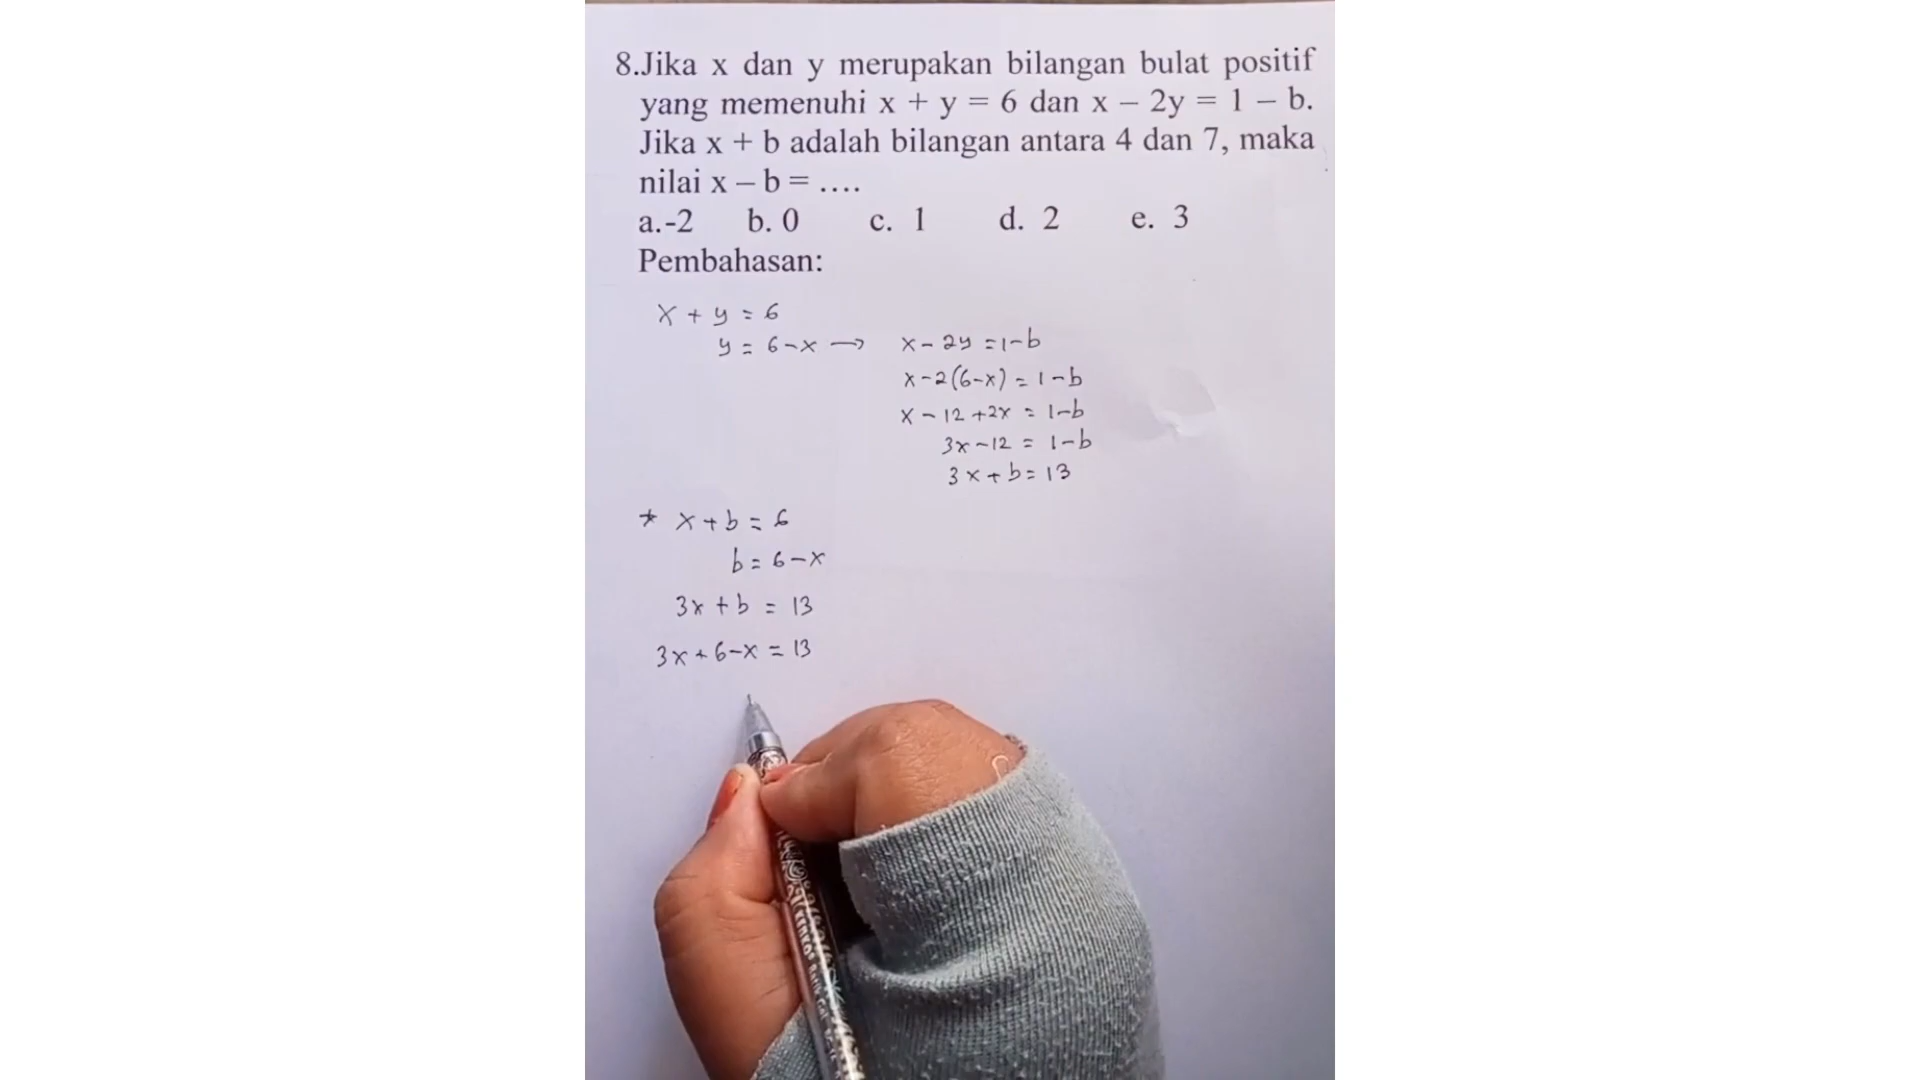 8.Jika x dan y merupakan bilangan bulat positif
yang memenuhi x + y = 6 dan x – 2y = 1 – b.
Jika x + b adalah bilangan antara 4 dan 7, maka
nilai x – b = ....
a.-2 b. 0 c. 1 d. 2 e. 3
Pembahasan:
x + y = 6
y = 6-x → x - 2y = 1-b
x-2(6-x) = 1-b
x - 12 +2x = 1-b
3x-12 = 1-b
3x + b = 13
* x + b = 6
b = 6-x
3x + b = 13
3x + 6-x = 13